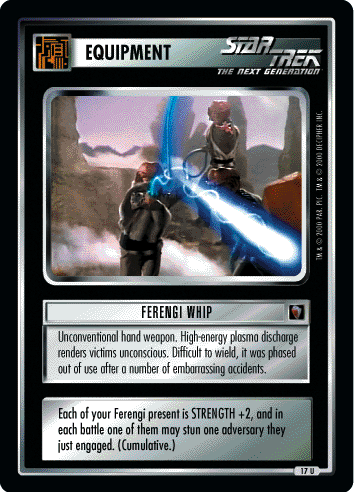 EQUIPMENT
STAR TREK
THE NEXT GENERATION
TM & © 2000 PAR. PIC. TM & © 2000 DECIPHER INC.
FERENGI WHIP
Unconventional hand weapon. High-energy plasma discharge
renders victims unconscious. Difficult to wield, it was phased
out of use after a number of embarrassing accidents.
Each of your Ferengi present is STRENGTH +2, and in
each battle one of them may stun one adversary they
just engaged. (Cumulative.)
17 U